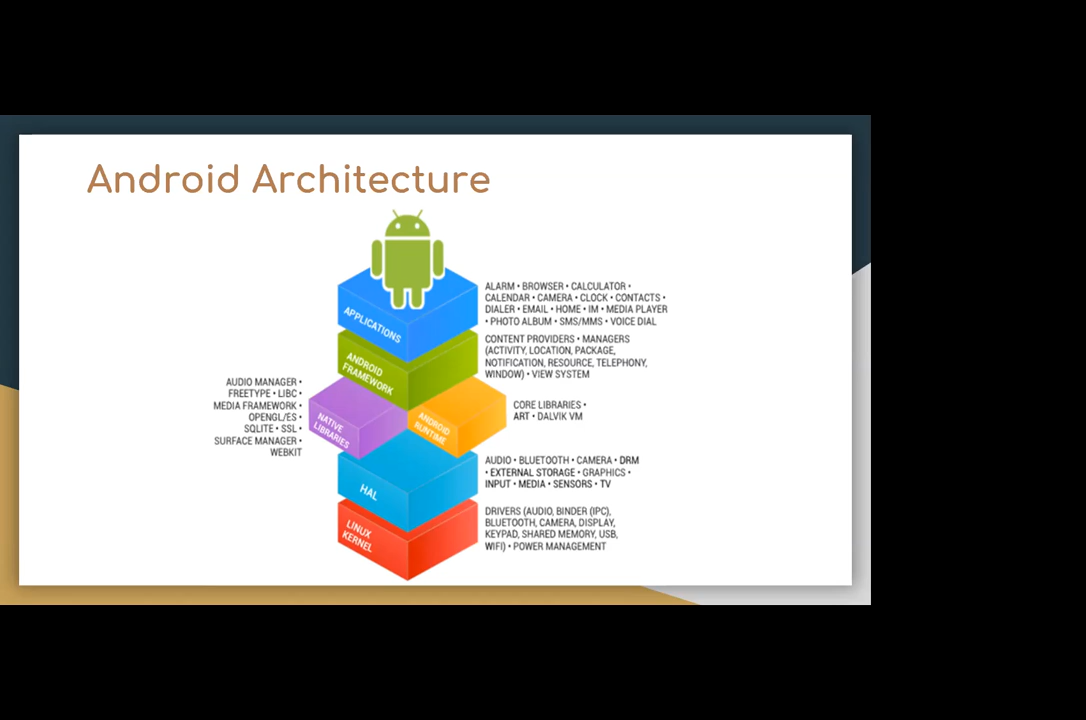 Android Architecture
APPLICATIONS
ALARM • BROWSER • CALCULATOR •
CALENDAR • CAMERA • CLOCK • CONTACTS •
DIALER • EMAIL • HOME • IM • MEDIA PLAYER
• PHOTO ALBUM • SMS/MMS • VOICE DIAL
ANDROID
FRAMEWORK
CONTENT PROVIDERS • MANAGERS
(ACTIVITY, LOCATION, PACKAGE,
NOTIFICATION, RESOURCE, TELEPHONY,
WINDOW) • VIEW SYSTEM
AUDIO MANAGER •
FREETYPE • LIBC •
MEDIA FRAMEWORK •
OPENGL/ES •
SQLITE • SSL •
SURFACE MANAGER •
WEBKIT
NATIVE
LIBRARIES
ANDROID
RUNTIME
CORE LIBRARIES •
ART • DALVIK VM
HAL
AUDIO • BLUETOOTH • CAMERA • DRM
• EXTERNAL STORAGE • GRAPHICS •
INPUT • MEDIA • SENSORS • TV
LINUX
KERNEL
DRIVERS (AUDIO, BINDER (IPC),
BLUETOOTH, CAMERA, DISPLAY,
KEYPAD, SHARED MEMORY, USB,
WIFI) • POWER MANAGEMENT